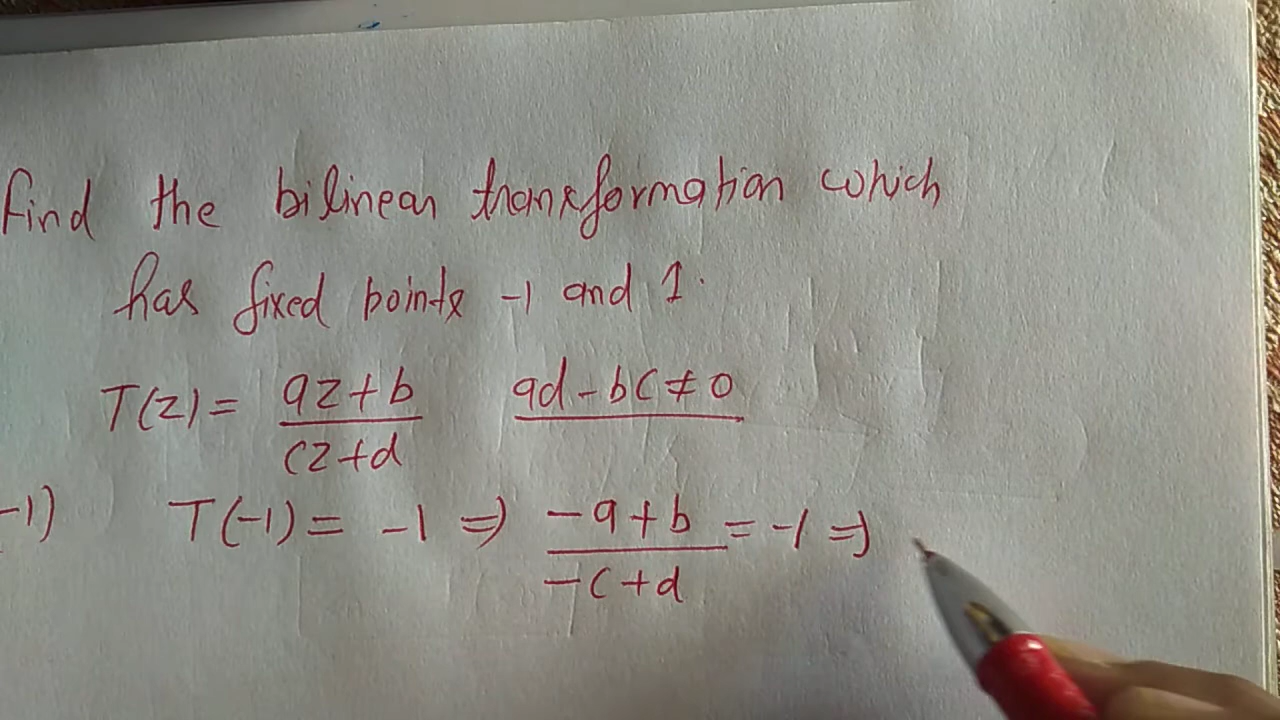 Find the bilinear transformation which
has fixed points -1 and 1.
T(z) = az+b / cz+d ad-bc≠0
-1) T(-1) = -1 ⇒ -a+b / -c+d = -1 ⇒